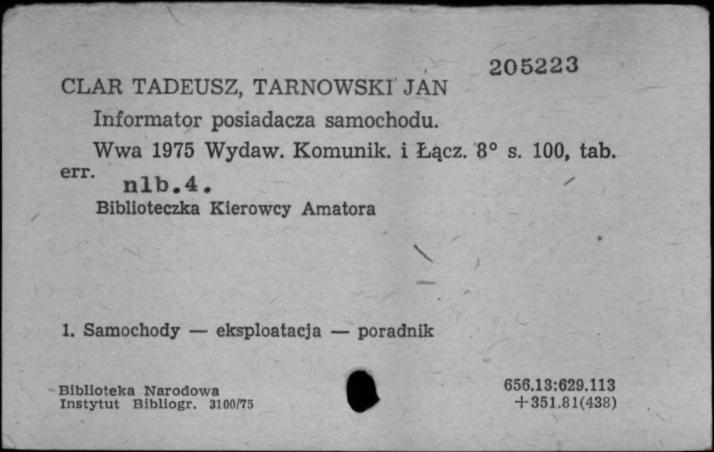 205223
CLAR TADEUSZ, TARNOWSKI JAN
Informator posiadacza samochodu.
Wwa 1975 Wydaw. Komunik. i Łącz. 8° s. 100, tab.
err. nlb.4.
Biblioteczka Kierowcy Amatora
1. Samochody — eksploatacja — poradnik
Biblioteka Narodowa
Instytut Bibliogr. 3100/75
656.13:629.113
+351.81(438)